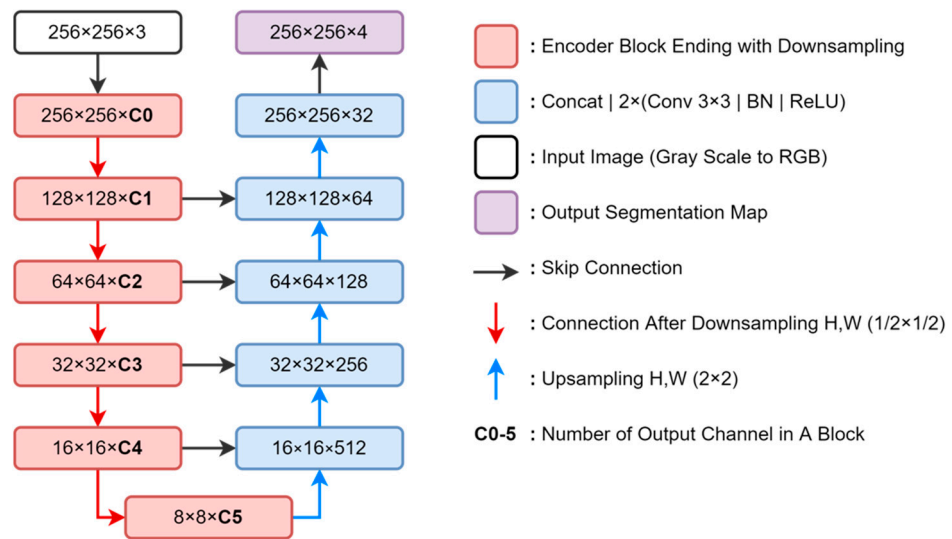 256×256×3
256×256×4
256×256×C0
256×256×32
128×128×C1
128×128×64
64×64×C2
64×64×128
32×32×C3
32×32×256
16×16×C4
16×16×512
8×8×C5
: Encoder Block Ending with Downsampling
: Concat | 2×(Conv 3×3 | BN | ReLU)
: Input Image (Gray Scale to RGB)
: Output Segmentation Map
: Skip Connection
: Connection After Downsampling H,W (1/2×1/2)
: Upsampling H,W (2×2)
C0-5 : Number of Output Channel in A Block